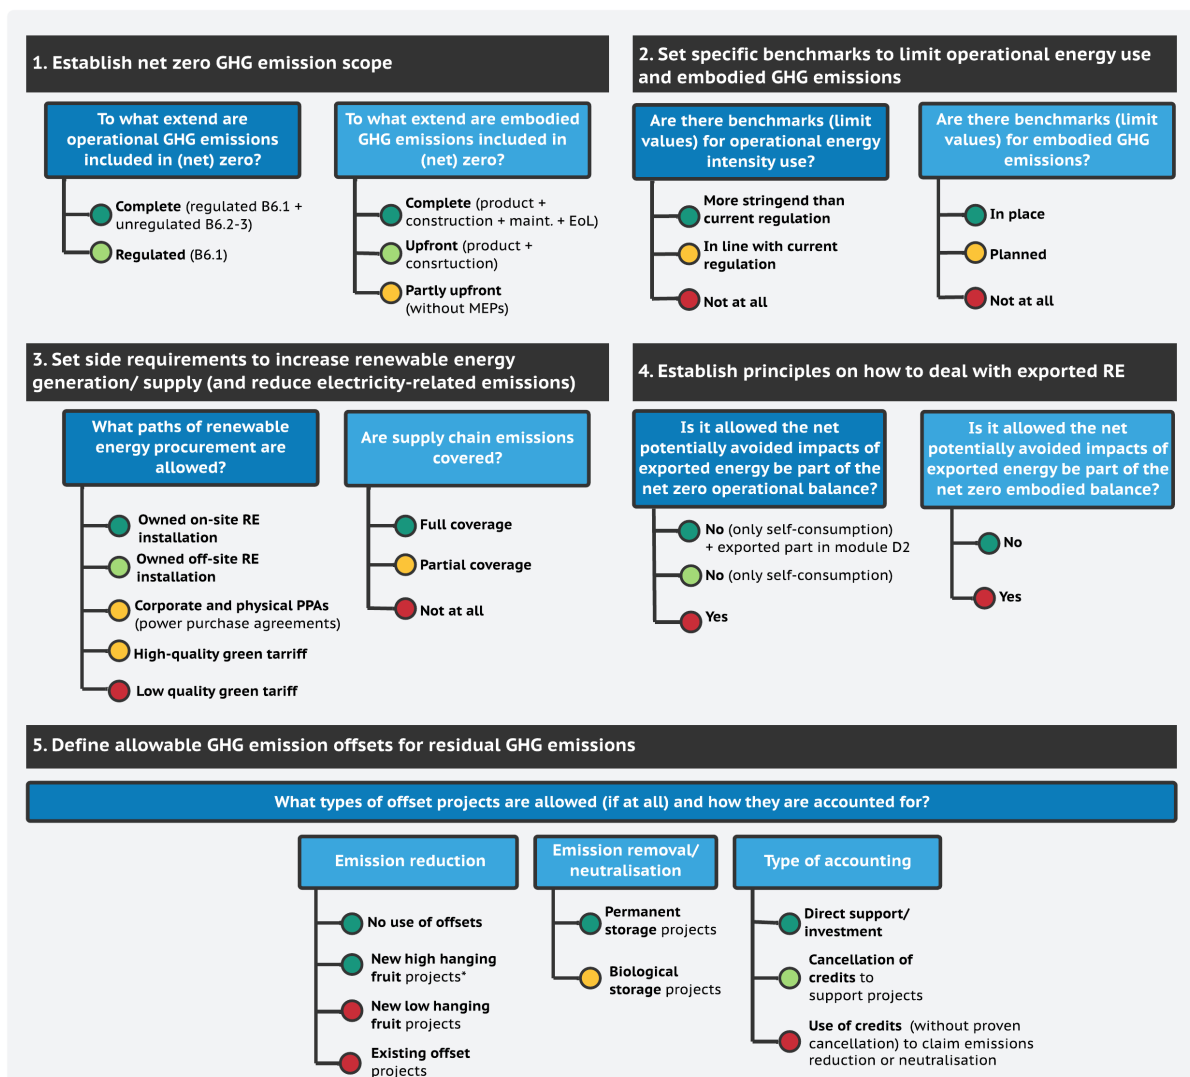 1. Establish net zero GHG emission scope
To what extend are
operational GHG emissions
included in (net) zero?
Complete (regulated B6.1 +
unregulated B6.2-3)
Regulated (B6.1)
To what extend are embodied
GHG emissions included in
(net) zero?
Complete (product +
construction + maint. + EoL)
Upfront (product +
consrtuction)
Partly upfront
(without MEPs)
2. Set specific benchmarks to limit operational energy use
and embodied GHG emissions
Are there benchmarks (limit
values) for operational energy
intensity use?
More stringend than
current regulation
In line with current
regulation
Not at all
Are there benchmarks (limit
values) for embodied GHG
emissions?
In place
Planned
Not at all
3. Set side requirements to increase renewable energy
generation/ supply (and reduce electricity-related emissions)
What paths of renewable
energy procurement are
allowed?
Owned on-site RE
installation
Owned off-site RE
installation
Corporate and physical PPAs
(power purchase agreements)
High-quality green tarriff
Low quality green tariff
Are supply chain emissions
covered?
Full coverage
Partial coverage
Not at all
4. Establish principles on how to deal with exported RE
Is it allowed the net
potentially avoided impacts of
exported energy be part of the
net zero operational balance?
No (only self-consumption)
+ exported part in module D2
No (only self-consumption)
Yes
Is it allowed the net
potentially avoided impacts of
exported energy be part of the
net zero embodied balance?
No
Yes
5. Define allowable GHG emission offsets for residual GHG emissions
What types of offset projects are allowed (if at all) and how they are accounted for?
Emission reduction
No use of offsets
New high hanging
fruit projects*
New low hanging
fruit projects
Existing offset
projects
Emission removal/
neutralisation
Permanent
storage projects
Biological
storage projects
Type of accounting
Direct support/
investment
Cancellation of
credits to
support projects
Use of credits (without proven
cancellation) to claim emissions
reduction or neutralisation